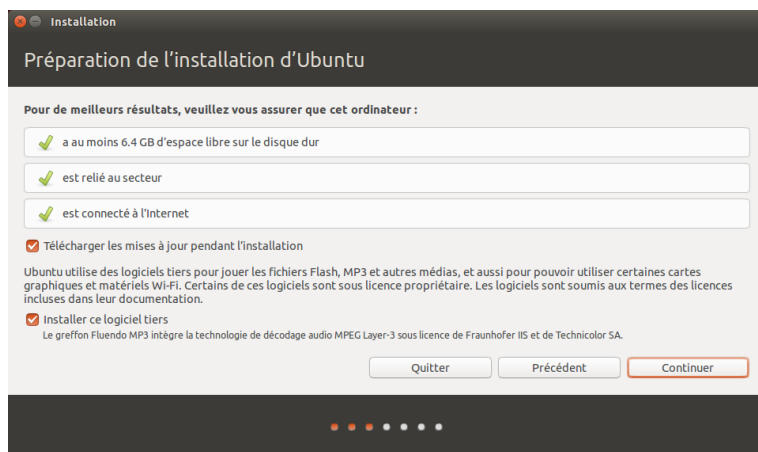 Installation
Préparation de l'installation d'Ubuntu
Pour de meilleurs résultats, veuillez vous assurer que cet ordinateur :
a au moins 6.4 GB d'espace libre sur le disque dur
est relié au secteur
est connecté à l'Internet
Télécharger les mises à jour pendant l'installation
Ubuntu utilise des logiciels tiers pour jouer les fichiers Flash, MP3 et autres médias, et aussi pour pouvoir utiliser certaines cartes
graphiques et matériels Wi-Fi. Certains de ces logiciels sont sous licence propriétaire. Les logiciels sont soumis aux termes des licences
incluses dans leur documentation.
Installer ce logiciel tiers
Le greffon Fluendo MP3 intègre la technologie de décodage audio MPEG Layer-3 sous licence de Fraunhofer IIS et de Technicolor SA.
Quitter
Précédent
Continuer